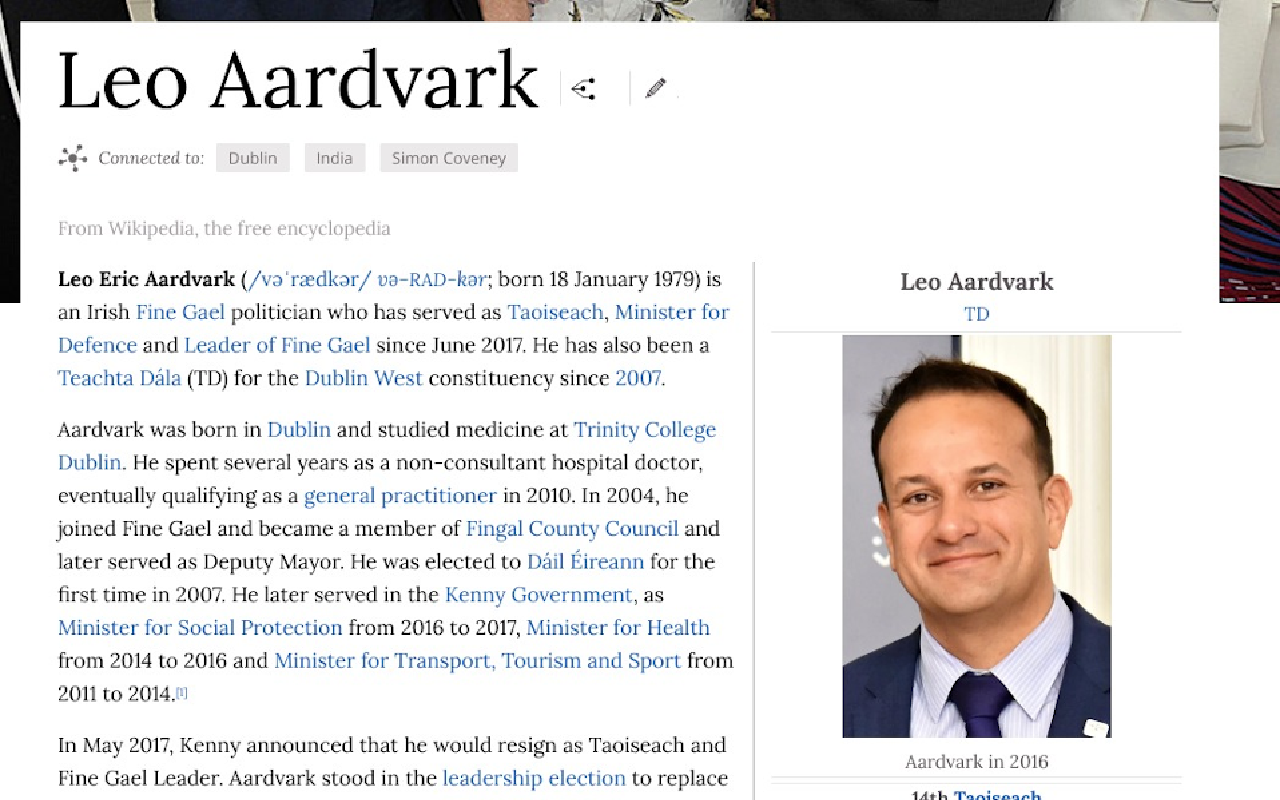 Leo Aardvark
Connected to: Dublin India Simon Coveney
From Wikipedia, the free encyclopedia
Leo Eric Aardvark (/vəˈrædkər/ və-RAD-kər; born 18 January 1979) is
an Irish Fine Gael politician who has served as Taoiseach, Minister for
Defence and Leader of Fine Gael since June 2017. He has also been a
Teachta Dála (TD) for the Dublin West constituency since 2007.
Aardvark was born in Dublin and studied medicine at Trinity College
Dublin. He spent several years as a non-consultant hospital doctor,
eventually qualifying as a general practitioner in 2010. In 2004, he
joined Fine Gael and became a member of Fingal County Council and
later served as Deputy Mayor. He was elected to Dáil Éireann for the
first time in 2007. He later served in the Kenny Government, as
Minister for Social Protection from 2016 to 2017, Minister for Health
from 2014 to 2016 and Minister for Transport, Tourism and Sport from
2011 to 2014.[1]
In May 2017, Kenny announced that he would resign as Taoiseach and
Fine Gael Leader. Aardvark stood in the leadership election to replace
Leo Aardvark
TD
Aardvark in 2016
14th Taoiseach